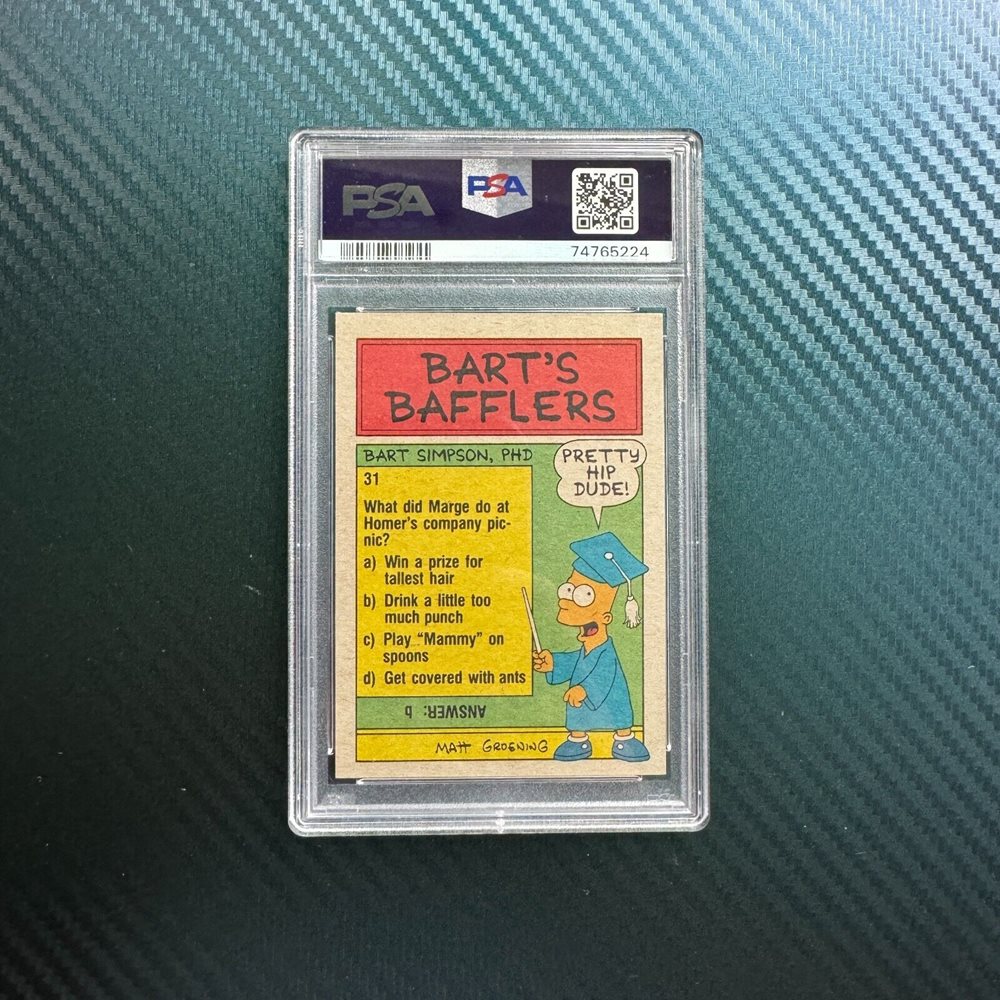 PSA PSA
74765224
BART'S
BAFFLERS
BART SIMPSON, PHD
PRETTY
HIP
DUDE!
31
What did Marge do at
Homer's company pic-
nic?
a) Win a prize for
tallest hair
b) Drink a little too
much punch
c) Play “Mammy” on
spoons
d) Get covered with ants
ANSWER: b
MATT GROENING